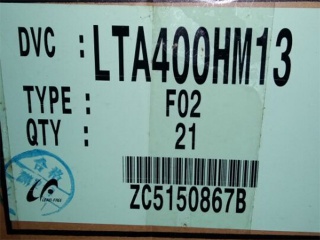 DVC : LTA400HM13
TYPE : F02
QTY : 21
ZC5150867B